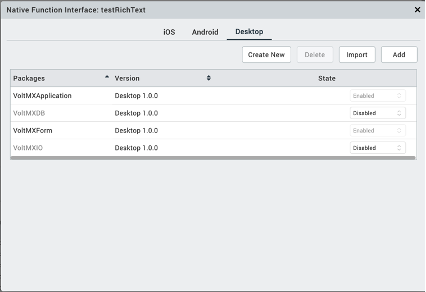 Native Function Interface: testRichText
iOS Android Desktop
Create New Delete Import Add
Packages Version State
VoltMXApplication Desktop 1.0.0 Enabled
VoltMXDB Desktop 1.0.0 Disabled
VoltMXForm Desktop 1.0.0 Enabled
VoltMXIO Desktop 1.0.0 Disabled